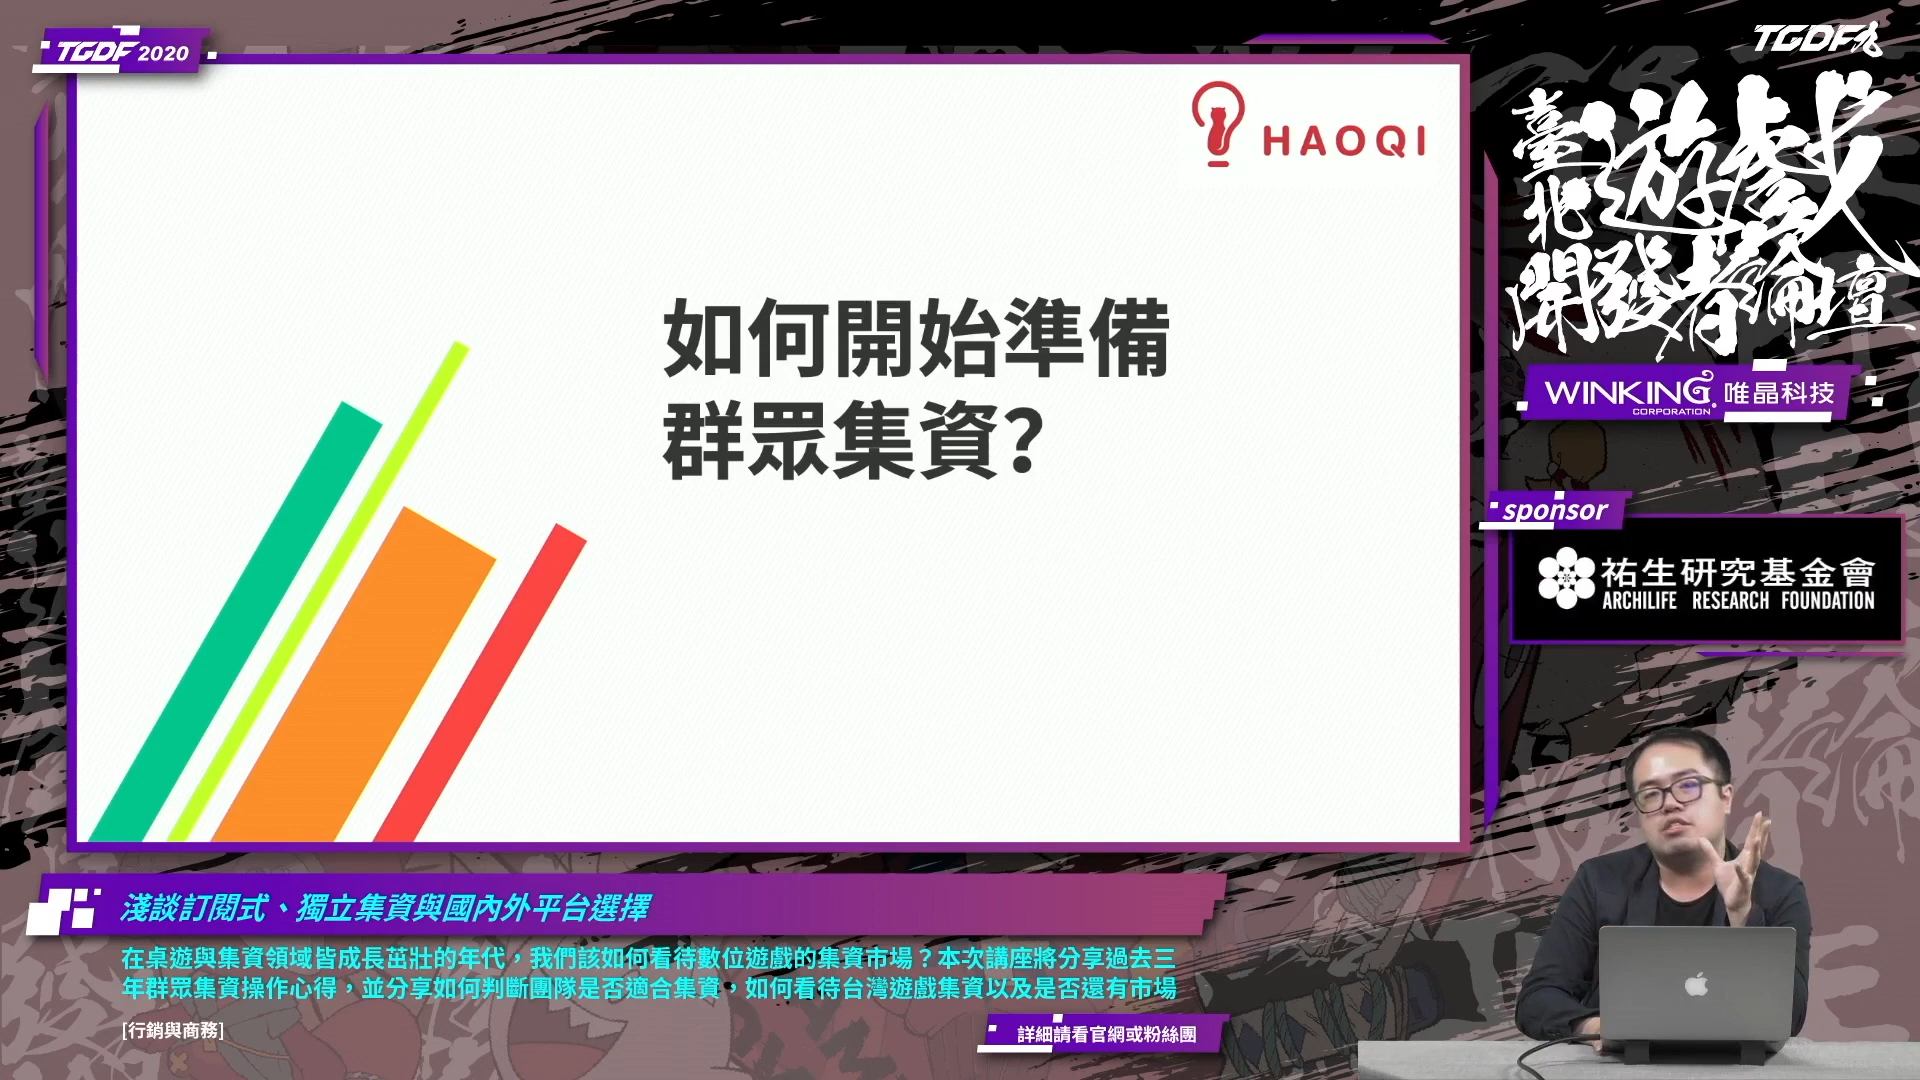 TGDF 2020
TGDF九
HAOQI
臺北遊戲開發者論壇
如何開始準備
群眾集資?
WINKING CORPORATION 唯晶科技
sponsor
祐生研究基金會
ARCHILIFE RESEARCH FOUNDATION
淺談訂閱式、獨立集資與國內外平台選擇
在桌遊與集資領域皆成長茁壯的年代，我們該如何看待數位遊戲的集資市場？本次講座將分享過去三
年群眾集資操作心得，並分享如何判斷團隊是否適合集資，如何看待台灣遊戲集資以及是否還有市場
[行銷與商務]
詳細請看官網或粉絲團